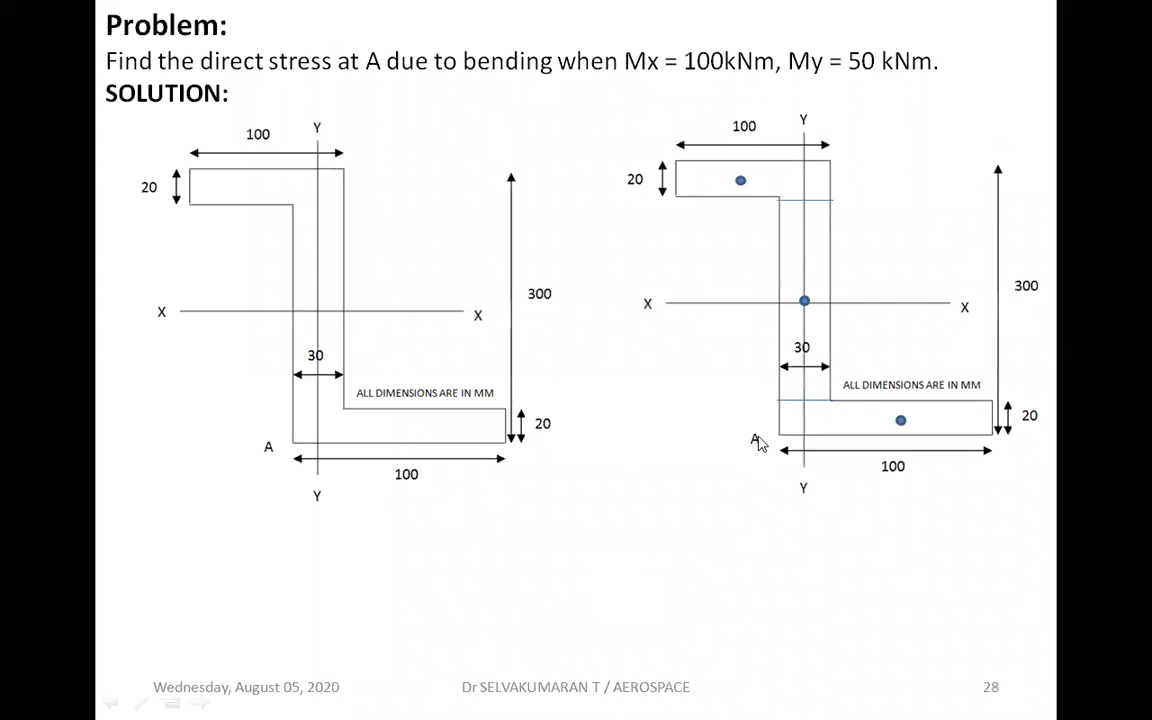 Problem:
Find the direct stress at A due to bending when Mx = 100kNm, My = 50 kNm.
SOLUTION:
Y
100
20
X
X
300
30
ALL DIMENSIONS ARE IN MM
20
A
100
Y
Y
100
20
X
X
300
30
ALL DIMENSIONS ARE IN MM
20
A
100
Y
Wednesday, August 05, 2020
Dr SELVAKUMARAN T / AEROSPACE
28